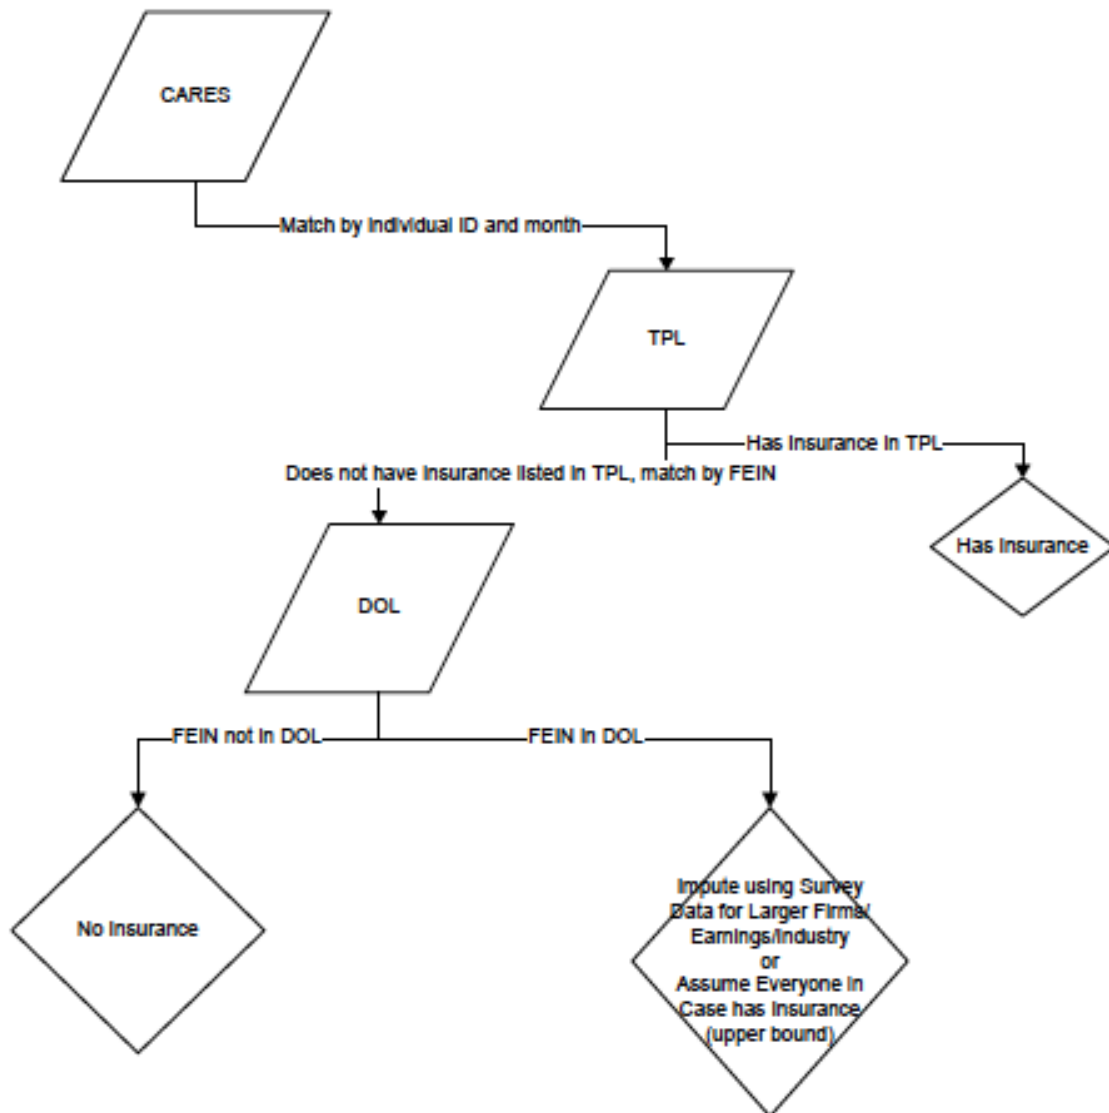 CARES
Match by Individual ID and month
TPL
Has Insurance in TPL
Does not have insurance listed in TPL, match by FEIN
Has Insurance
DOL
FEIN not in DOL
FEIN in DOL
No Insurance
Impute using Survey
Data for Larger Firms/
Earnings/Industry
or
Assume Everyone in
Case has Insurance
(upper bound)